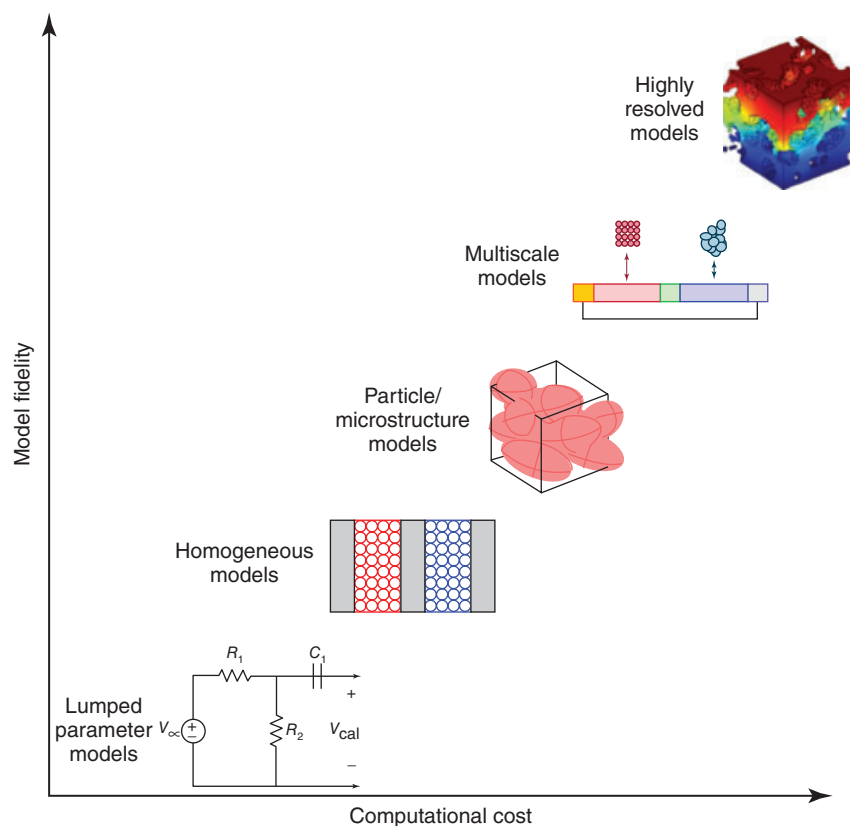 Highly
resolved
models
Multiscale
models
Particle/
microstructure
models
Homogeneous
models
Lumped
parameter
models
R₁
C₁
V∝
+
−
R₂
+
Vcal
−
Model fidelity
Computational cost